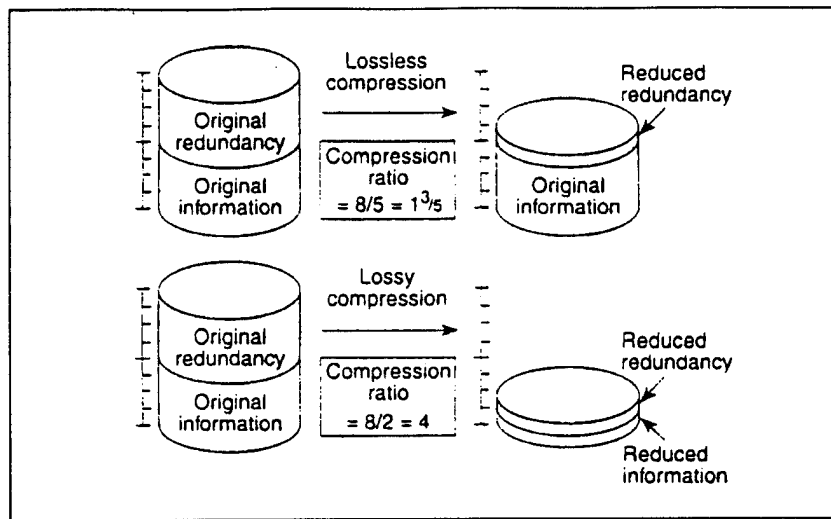 Lossless
compression
Original
redundancy
Original
information
Compression
ratio
= 8/5 = 1 3/5
Reduced
redundancy
Original
information
Lossy
compression
Original
redundancy
Original
information
Compression
ratio
= 8/2 = 4
Reduced
redundancy
Reduced
information